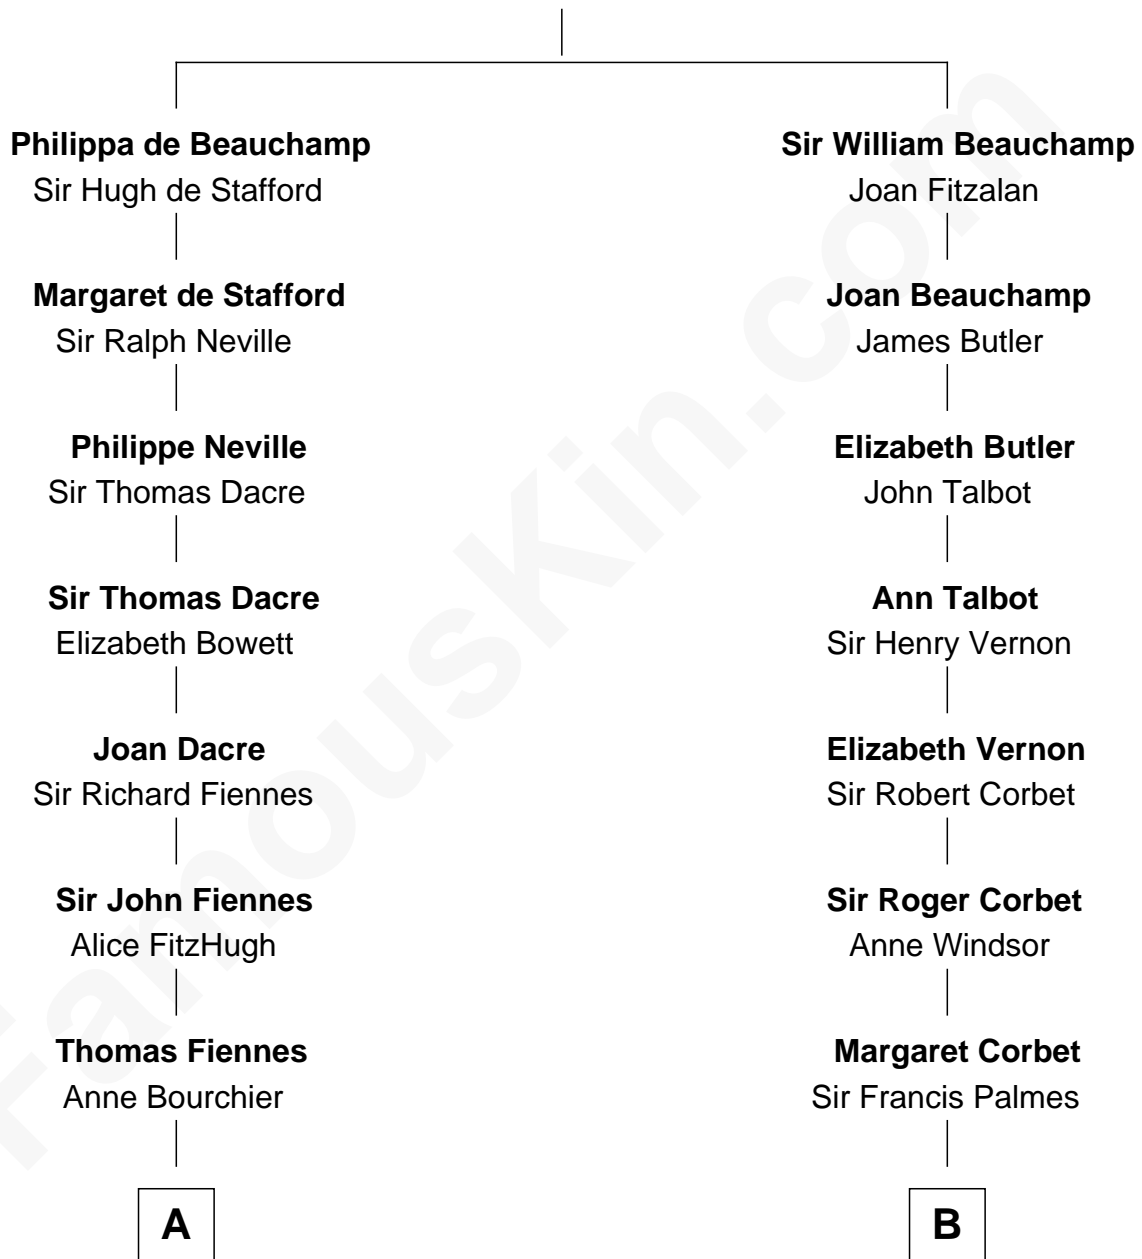 Philippa de Beauchamp
Sir Hugh de Stafford
Margaret de Stafford
Sir Ralph Neville
Philippe Neville
Sir Thomas Dacre
Sir Thomas Dacre
Elizabeth Bowett
Joan Dacre
Sir Richard Fiennes
Sir John Fiennes
Alice FitzHugh
Thomas Fiennes
Anne Bourchier
A
Sir William Beauchamp
Joan Fitzalan
Joan Beauchamp
James Butler
Elizabeth Butler
John Talbot
Ann Talbot
Sir Henry Vernon
Elizabeth Vernon
Sir Robert Corbet
Sir Roger Corbet
Anne Windsor
Margaret Corbet
Sir Francis Palmes
B
FamousKin.com